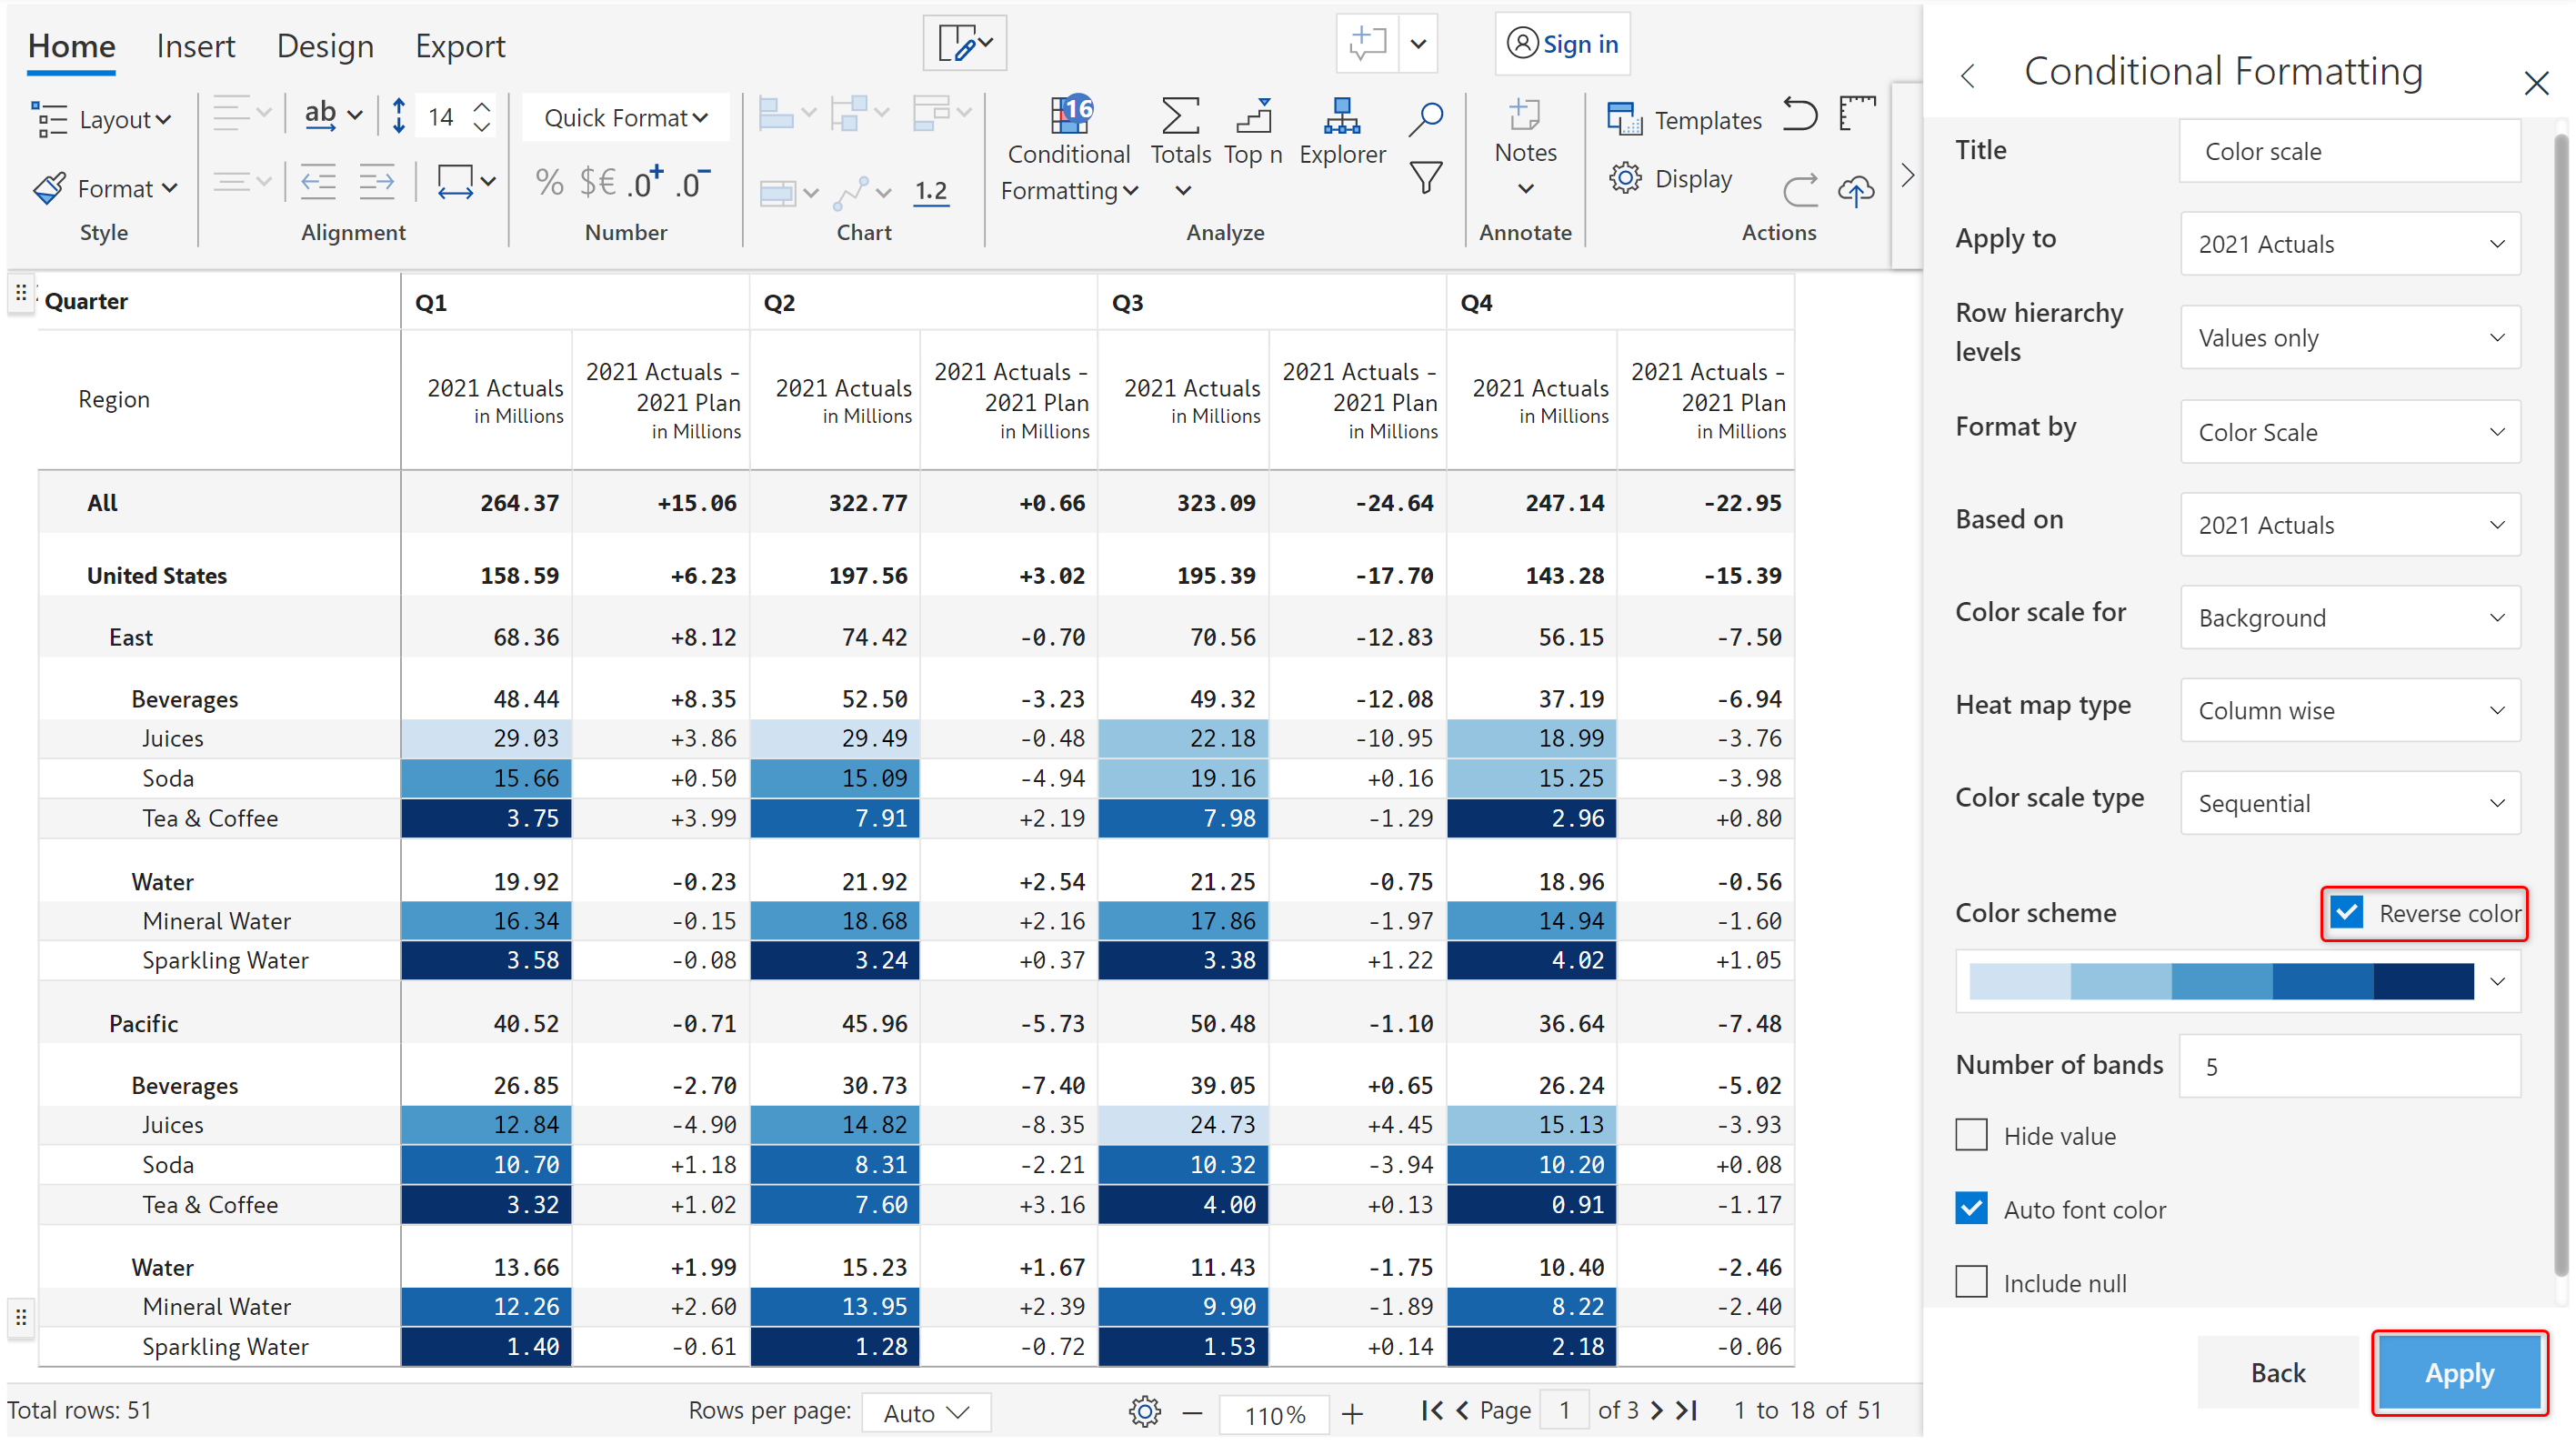 Home Insert Design Export Sign in
Layout ab 14 Quick Format 16 Conditional Formatting Totals Top n Explorer Notes Templates
Format % $€ .0+ .0- 1.2 Display
Style Alignment Number Chart Analyze Annotate Actions
Quarter Q1 Q2 Q3 Q4
Region 2021 Actuals in Millions 2021 Actuals - 2021 Plan in Millions 2021 Actuals in Millions 2021 Actuals - 2021 Plan in Millions 2021 Actuals in Millions 2021 Actuals - 2021 Plan in Millions 2021 Actuals in Millions 2021 Actuals - 2021 Plan in Millions
All 264.37 +15.06 322.77 +0.66 323.09 -24.64 247.14 -22.95
United States 158.59 +6.23 197.56 +3.02 195.39 -17.70 143.28 -15.39
East 68.36 +8.12 74.42 -0.70 70.56 -12.83 56.15 -7.50
Beverages 48.44 +8.35 52.50 -3.23 49.32 -12.08 37.19 -6.94
Juices 29.03 +3.86 29.49 -0.48 22.18 -10.95 18.99 -3.76
Soda 15.66 +0.50 15.09 -4.94 19.16 +0.16 15.25 -3.98
Tea & Coffee 3.75 +3.99 7.91 +2.19 7.98 -1.29 2.96 +0.80
Water 19.92 -0.23 21.92 +2.54 21.25 -0.75 18.96 -0.56
Mineral Water 16.34 -0.15 18.68 +2.16 17.86 -1.97 14.94 -1.60
Sparkling Water 3.58 -0.08 3.24 +0.37 3.38 +1.22 4.02 +1.05
Pacific 40.52 -0.71 45.96 -5.73 50.48 -1.10 36.64 -7.48
Beverages 26.85 -2.70 30.73 -7.40 39.05 +0.65 26.24 -5.02
Juices 12.84 -4.90 14.82 -8.35 24.73 +4.45 15.13 -3.93
Soda 10.70 +1.18 8.31 -2.21 10.32 -3.94 10.20 +0.08
Tea & Coffee 3.32 +1.02 7.60 +3.16 4.00 +0.13 0.91 -1.17
Water 13.66 +1.99 15.23 +1.67 11.43 -1.75 10.40 -2.46
Mineral Water 12.26 +2.60 13.95 +2.39 9.90 -1.89 8.22 -2.40
Sparkling Water 1.40 -0.61 1.28 -0.72 1.53 +0.14 2.18 -0.06
Total rows: 51 Rows per page: Auto 110% Page 1 of 3 1 to 18 of 51
Conditional Formatting
Title Color scale
Apply to 2021 Actuals
Row hierarchy levels Values only
Format by Color Scale
Based on 2021 Actuals
Color scale for Background
Heat map type Column wise
Color scale type Sequential
Color scheme Reverse color
Number of bands 5
Hide value
Auto font color
Include null
Back Apply